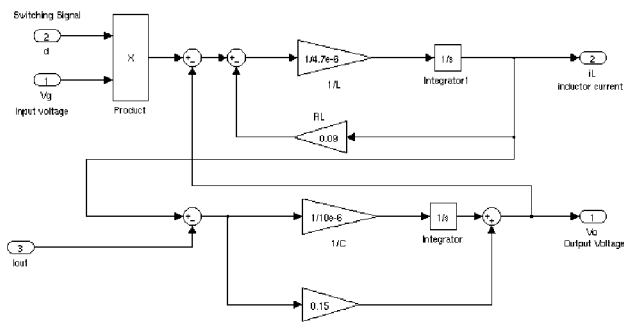 Switching Signal
2
d
1
Vg
Input voltage
X
Product
1/4.7e-6
1/L
1/s
Integrator1
2
iL
inductor current
RL
0.09
1/10e-6
1/C
1/s
Integrator
1
Vo
Output Voltage
3
Iout
0.15